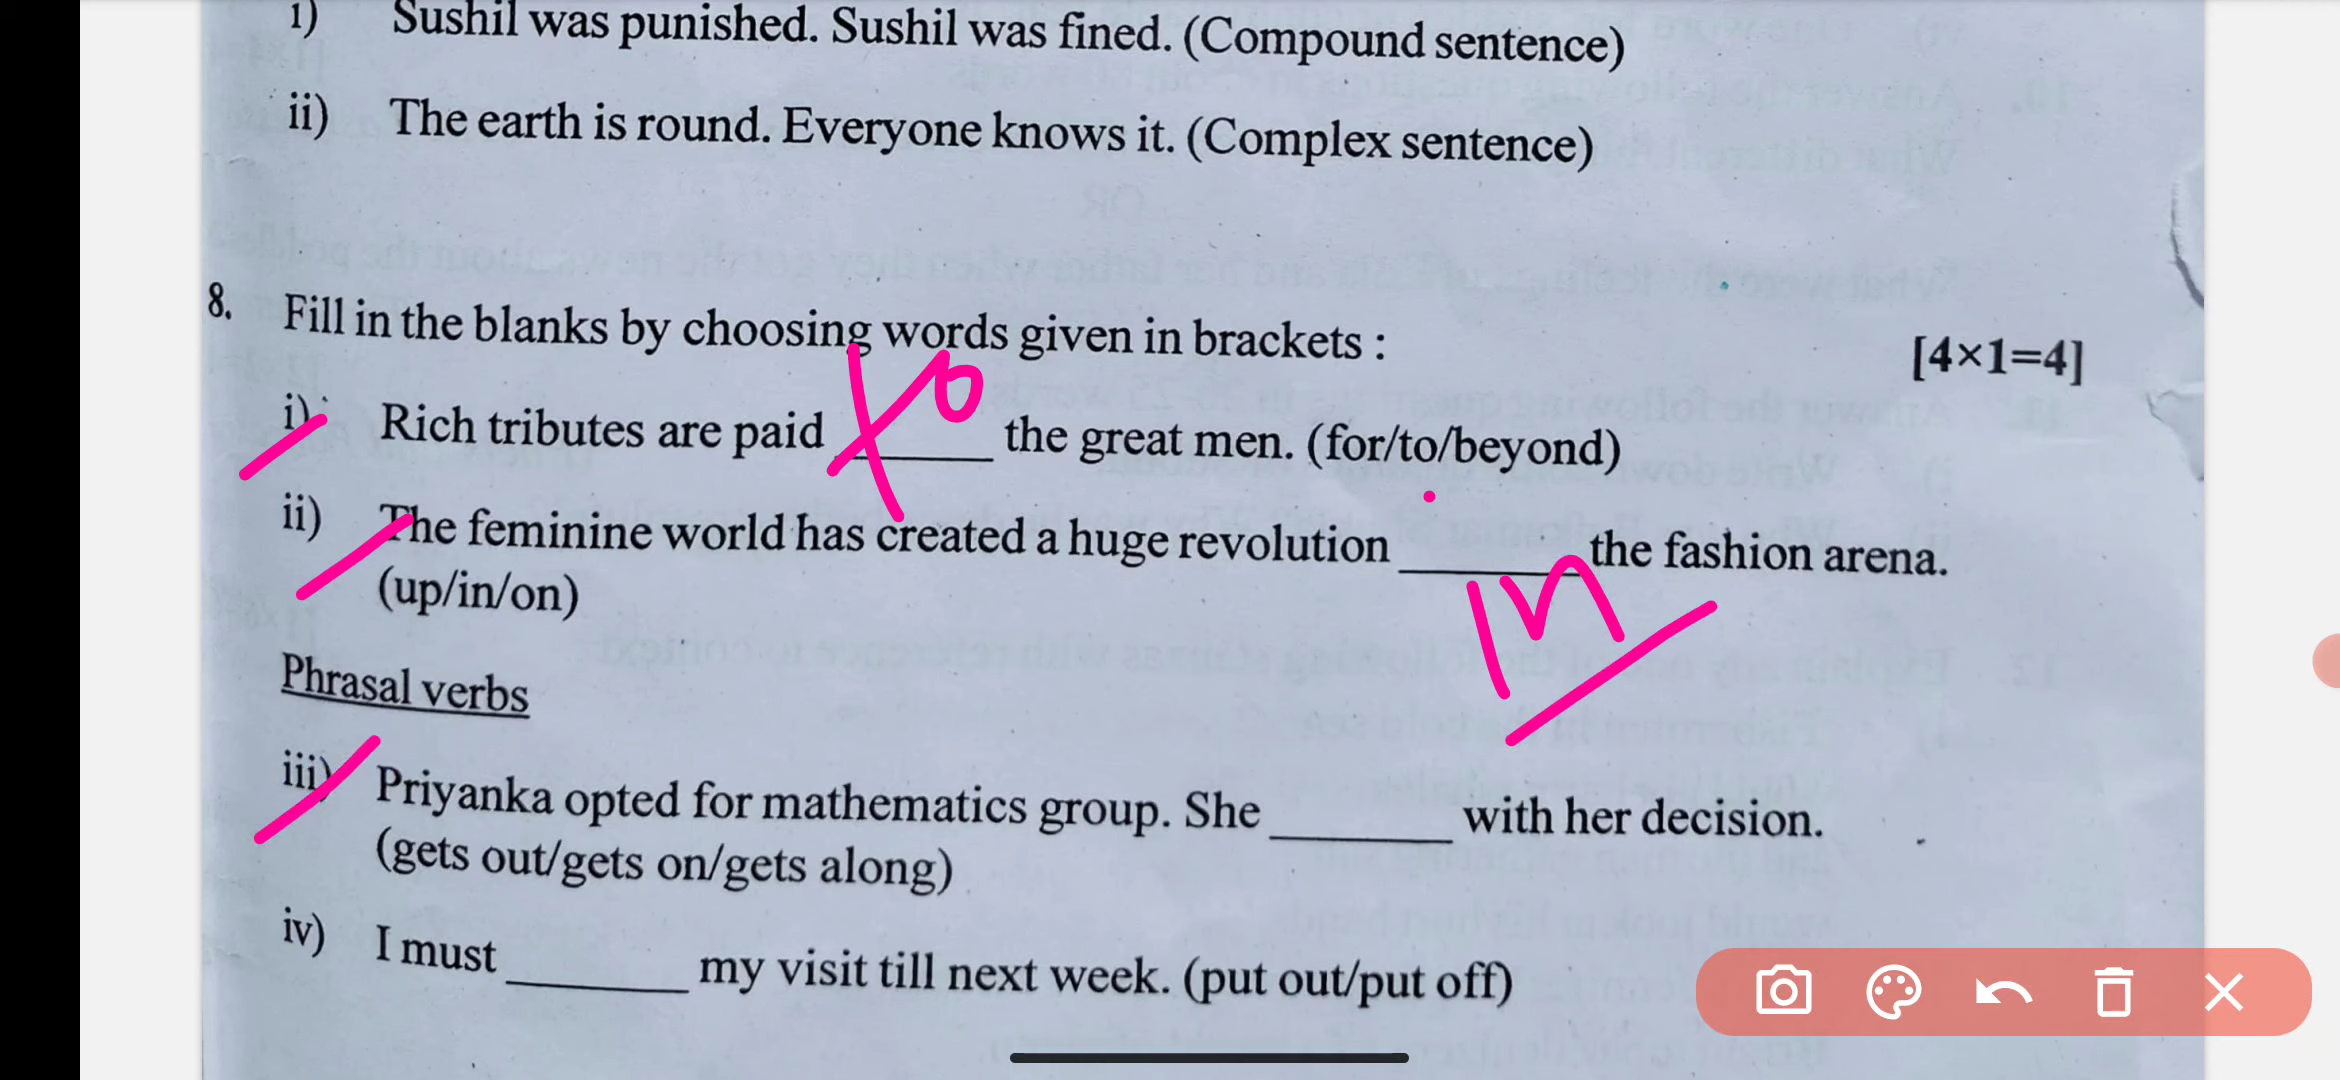 i) Sushil was punished. Sushil was fined. (Compound sentence)
ii) The earth is round. Everyone knows it. (Complex sentence)
8. Fill in the blanks by choosing words given in brackets : [4×1=4]
i) Rich tributes are paid to the great men. (for/to/beyond)
ii) The feminine world has created a huge revolution ______ the fashion arena.
in
(up/in/on)
Phrasal verbs
iii) Priyanka opted for mathematics group. She ______ with her decision.
(gets out/gets on/gets along)
iv) I must ______ my visit till next week. (put out/put off)